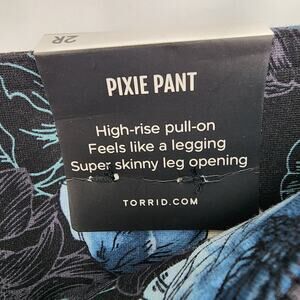 2R
PIXIE PANT
High-rise pull-on
Feels like a legging
Super skinny leg opening
TORRID.COM